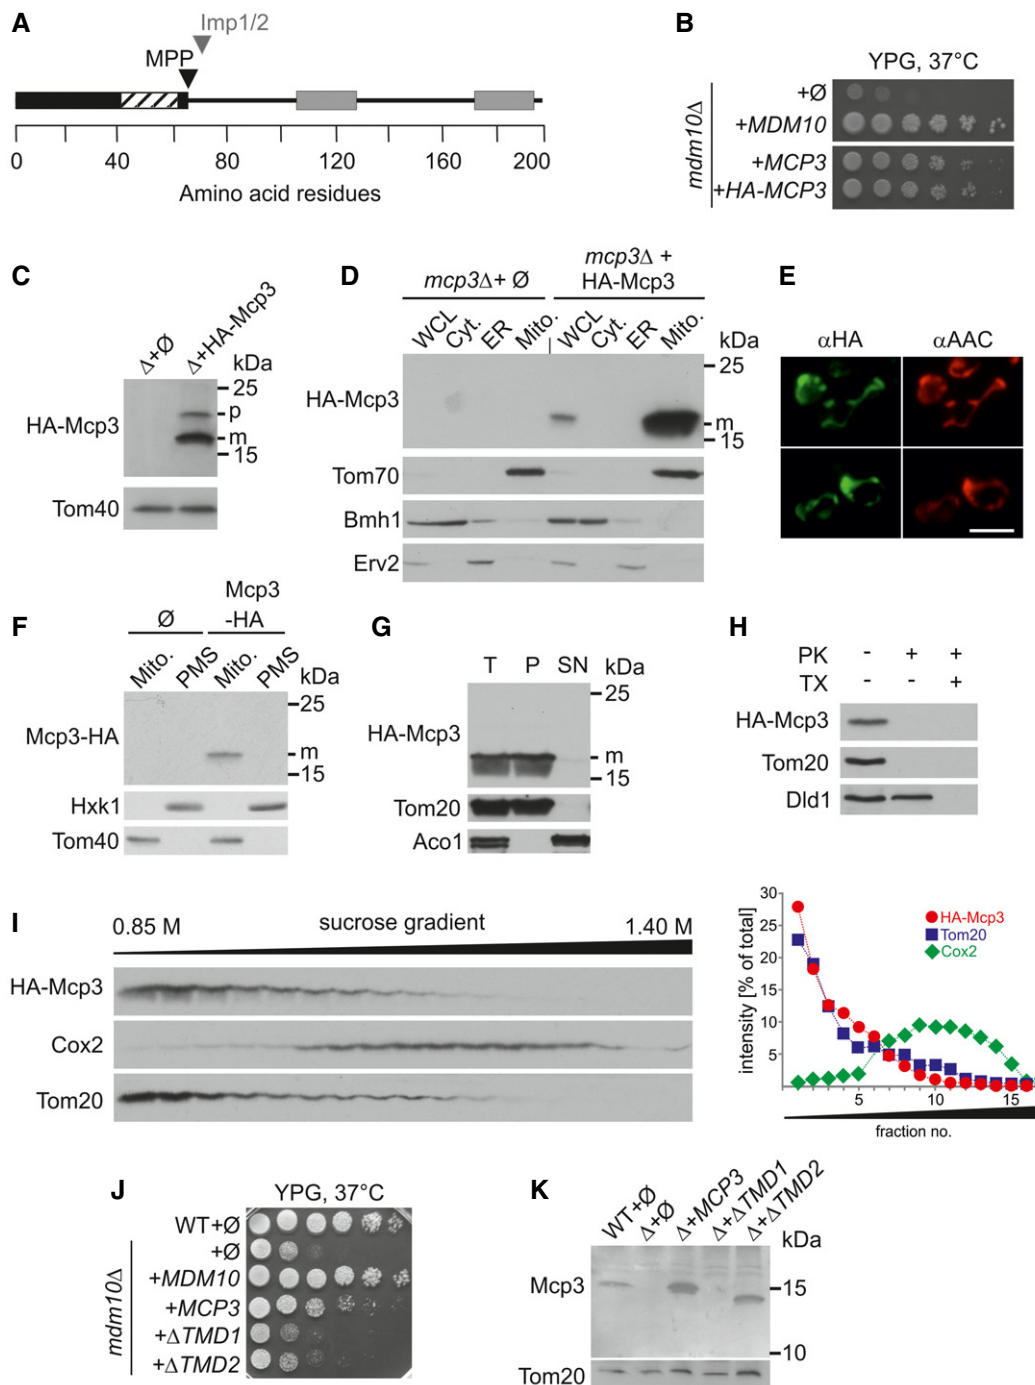 A
Imp1/2
MPP
0 40 80 120 160 200
Amino acid residues
B
YPG, 37°C
mdm10Δ
+Ø
+MDM10
+MCP3
+HA-MCP3
C
Δ+Ø
Δ+HA-Mcp3
kDa
25
p
HA-Mcp3
m
15
Tom40
D
mcp3Δ+ Ø
mcp3Δ +
HA-Mcp3
WCL Cyt. ER Mito. WCL Cyt. ER Mito.
kDa
25
HA-Mcp3
m
15
Tom70
Bmh1
Erv2
E
αHA αAAC
F
Ø
Mcp3
-HA
Mito. PMS Mito. PMS
kDa
25
Mcp3-HA
m
15
Hxk1
Tom40
G
T P SN
kDa
25
HA-Mcp3
m
15
Tom20
Aco1
H
PK - + +
TX - - +
HA-Mcp3
Tom20
Dld1
I
0.85 M sucrose gradient 1.40 M
HA-Mcp3
Cox2
Tom20
intensity [% of total]
30
25
20
15
10
5
HA-Mcp3
Tom20
Cox2
5 10 15
fraction no.
J
YPG, 37°C
WT+Ø
mdm10Δ
+Ø
+MDM10
+MCP3
+ΔTMD1
+ΔTMD2
K
WT+Ø
Δ+Ø
Δ+MCP3
Δ+ΔTMD1
Δ+ΔTMD2
kDa
Mcp3
15
10
Tom20